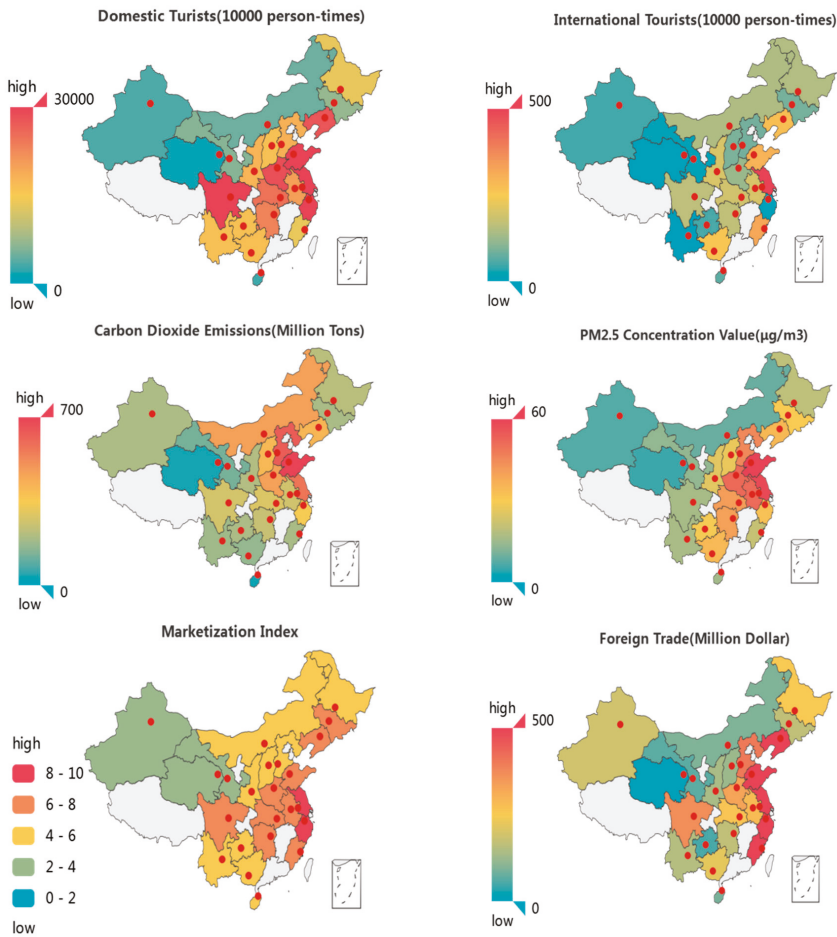 Domestic Turists(10000 person-times)
high
30000
0
low
International Tourists(10000 person-times)
high
500
0
low
Carbon Dioxide Emissions(Million Tons)
high
700
0
low
PM2.5 Concentration Value(μg/m3)
high
60
0
low
Marketization Index
high
8 - 10
6 - 8
4 - 6
2 - 4
0 - 2
low
Foreign Trade(Million Dollar)
high
500
0
low